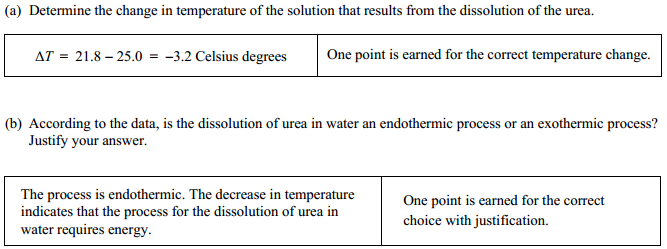 (a) Determine the change in temperature of the solution that results from the dissolution of the urea.
ΔT = 21.8 – 25.0 = –3.2 Celsius degrees
One point is earned for the correct temperature change.
(b) According to the data, is the dissolution of urea in water an endothermic process or an exothermic process?
Justify your answer.
The process is endothermic. The decrease in temperature
indicates that the process for the dissolution of urea in
water requires energy.
One point is earned for the correct
choice with justification.